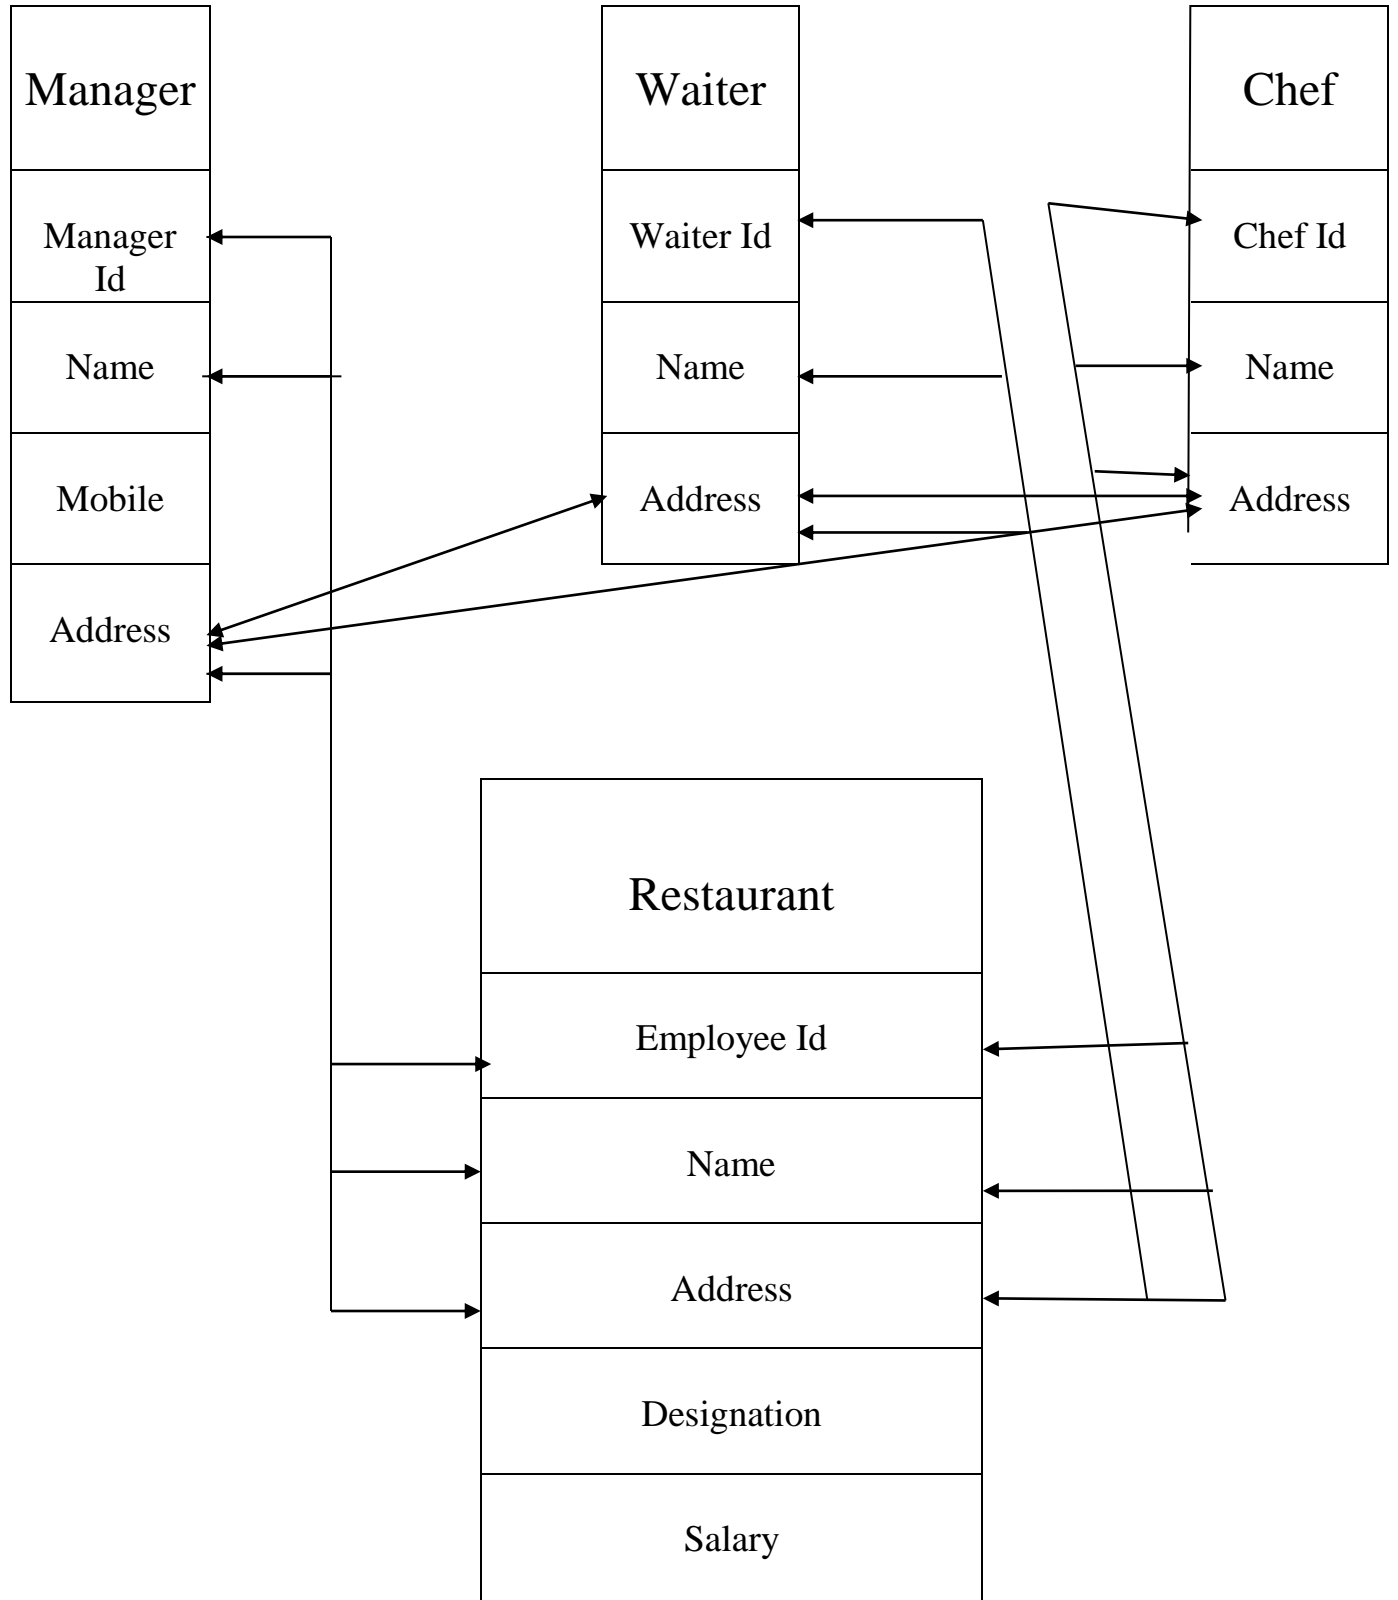 Manager
Manager
Id
Name
Mobile
Address
Waiter
Waiter Id
Name
Address
Chef
Chef Id
Name
Address
Restaurant
Employee Id
Name
Address
Designation
Salary